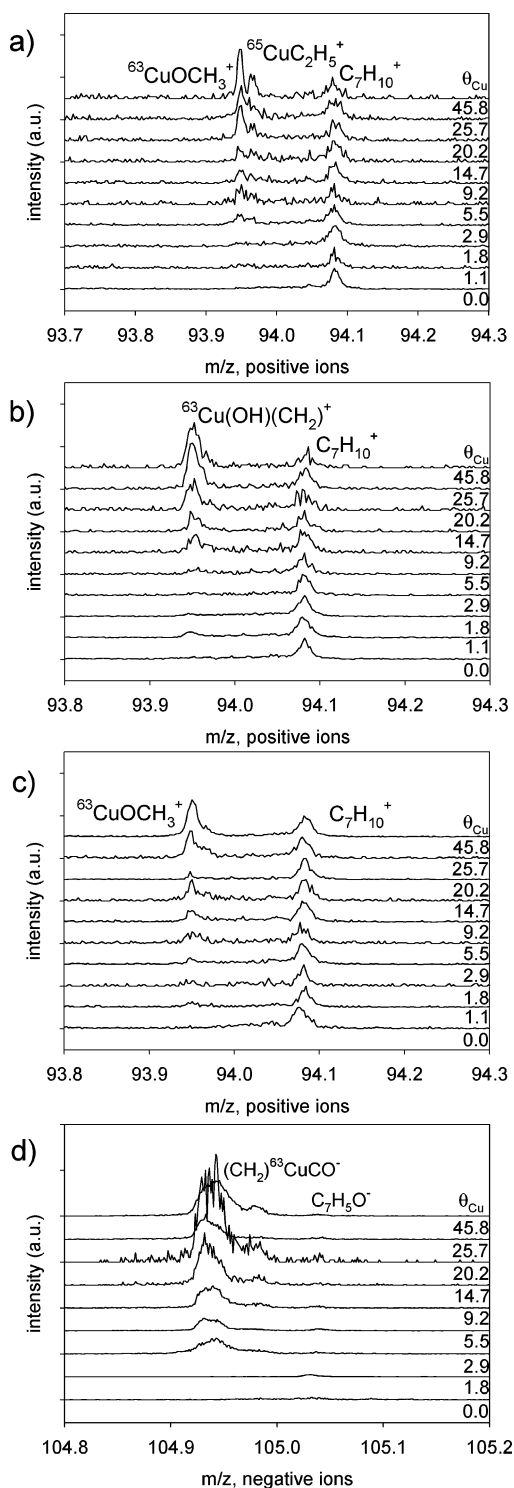 a)
⁶⁵CuC₂H₅⁺
⁶³CuOCH₃⁺
C₇H₁₀⁺
θCu
45.8
25.7
20.2
14.7
9.2
5.5
2.9
1.8
1.1
0.0
intensity (a.u.)
93.7 93.8 93.9 94.0 94.1 94.2 94.3
m/z, positive ions
b)
⁶³Cu(OH)(CH₂)⁺
C₇H₁₀⁺
θCu
45.8
25.7
20.2
14.7
9.2
5.5
2.9
1.8
1.1
0.0
intensity (a.u.)
93.8 93.9 94.0 94.1 94.2 94.3
m/z, positive ions
c)
⁶³CuOCH₃⁺
C₇H₁₀⁺
θCu
45.8
25.7
20.2
14.7
9.2
5.5
2.9
1.8
1.1
0.0
intensity (a.u.)
93.8 93.9 94.0 94.1 94.2 94.3
m/z, positive ions
d)
(CH₂)⁶³CuCO⁻
C₇H₅O⁻
θCu
45.8
25.7
20.2
14.7
9.2
5.5
2.9
1.8
0.0
intensity (a.u.)
104.8 104.9 105.0 105.1 105.2
m/z, negative ions